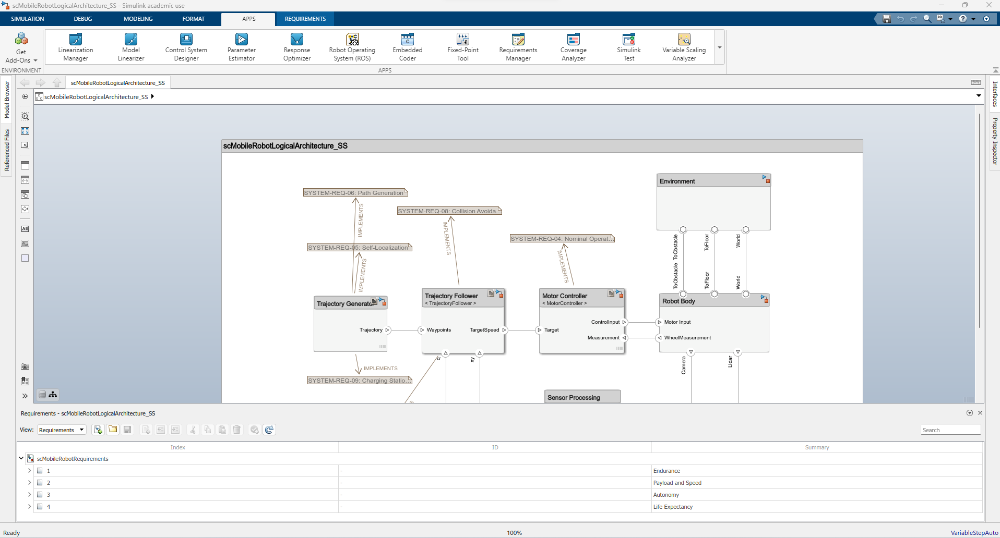 scMobileRobotLogicalArchitecture_SS - Simulink academic use
SIMULATION DEBUG MODELING FORMAT APPS REQUIREMENTS
Get Add-Ons
Linearization Manager
Model Linearizer
Control System Designer
Parameter Estimator
Response Optimizer
Robot Operating System (ROS)
Embedded Coder
Fixed-Point Tool
Requirements Manager
Coverage Analyzer
Simulink Test
Variable Scaling Analyzer
ENVIRONMENT APPS
Model Browser
Referenced Files
Interfaces
Property Inspector
scMobileRobotLogicalArchitecture_SS
scMobileRobotLogicalArchitecture_SS
scMobileRobotLogicalArchitecture_SS
Environment
SYSTEM-REQ-06: Path Generation
IMPLEMENTS
SYSTEM-REQ-08: Collision Avoida...
IMPLEMENTS
SYSTEM-REQ-04: Nominal Operat...
IMPLEMENTS
SYSTEM-REQ-05: Self-Localization
IMPLEMENTS
ToObstacle ToFloor World
ToObstacle ToFloor World
Trajectory Generator
Trajectory
Trajectory Follower
< TrajectoryFollower >
Waypoints TargetSpeed
q xy
Motor Controller
< MotorController >
ControlInput
Target
Measurement
Robot Body
Motor Input
WheelMeasurement
Camera Lidar
IMPLEMENTS
SYSTEM-REQ-09: Charging Statio...
Sensor Processing
Requirements - scMobileRobotLogicalArchitecture_SS
View: Requirements
Search
Index ID Summary
scMobileRobotRequirements
1 - Endurance
2 - Payload and Speed
3 - Autonomy
4 - Life Expectancy
Ready 100% VariableStepAuto